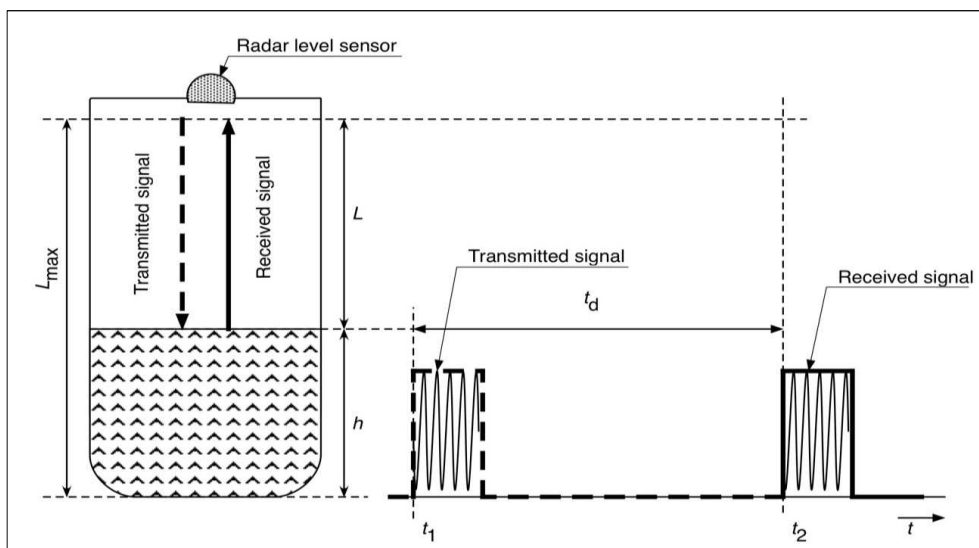 Radar level sensor
Transmitted signal
Received signal
L
Lmax
Transmitted signal
td
Received signal
h
t1
t2
t